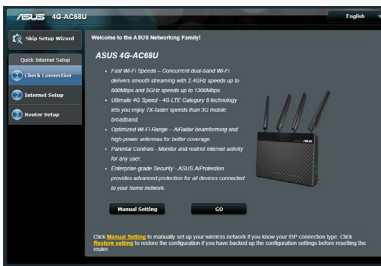 ASUS 4G-AC68U
English
Skip Setup Wizard
Quick Internet Setup
Check Connection
Internet Setup
Router Setup
Welcome to the ASUS Networking Family!
ASUS 4G-AC68U
• Fast Wi-Fi Speeds – Concurrent dual-band Wi-Fi
delivers smooth streaming with 2.4GHz speeds up to
600Mbps and 5GHz speeds up to 1300Mbps
• Ultimate 4G Speed - 4G LTE Category 6 technology
lets you enjoy 7X-faster speeds than 3G mobile
broadband.
• Optimized Wi-Fi Range – AiRadar beamforming and
high-power antennas for better coverage.
• Parental Controls - Monitor and restrict internet activity
for any user.
• Enterprise-grade Security - ASUS AiProtection
provides advanced protection for all devices connected
to your home network.
Manual Setting
GO
Click Manual Setting to manually set up your wireless network if you know your ISP connection type. Click
Restore setting to restore the configuration if you have backed up the configuration settings before resetting the
router